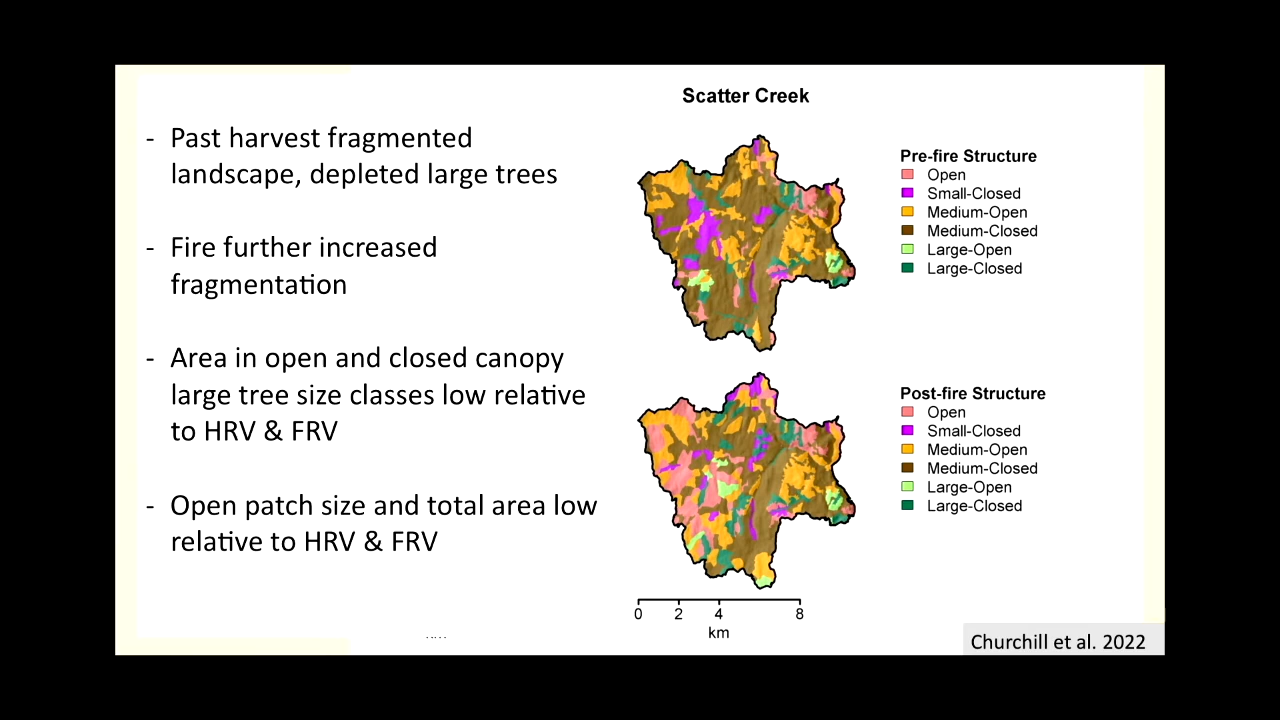 Scatter Creek
- Past harvest fragmented
landscape, depleted large trees
- Fire further increased
fragmentation
- Area in open and closed canopy
large tree size classes low relative
to HRV & FRV
- Open patch size and total area low
relative to HRV & FRV
Pre-fire Structure
Open
Small-Closed
Medium-Open
Medium-Closed
Large-Open
Large-Closed
Post-fire Structure
Open
Small-Closed
Medium-Open
Medium-Closed
Large-Open
Large-Closed
0 2 4 8
km
Churchill et al. 2022